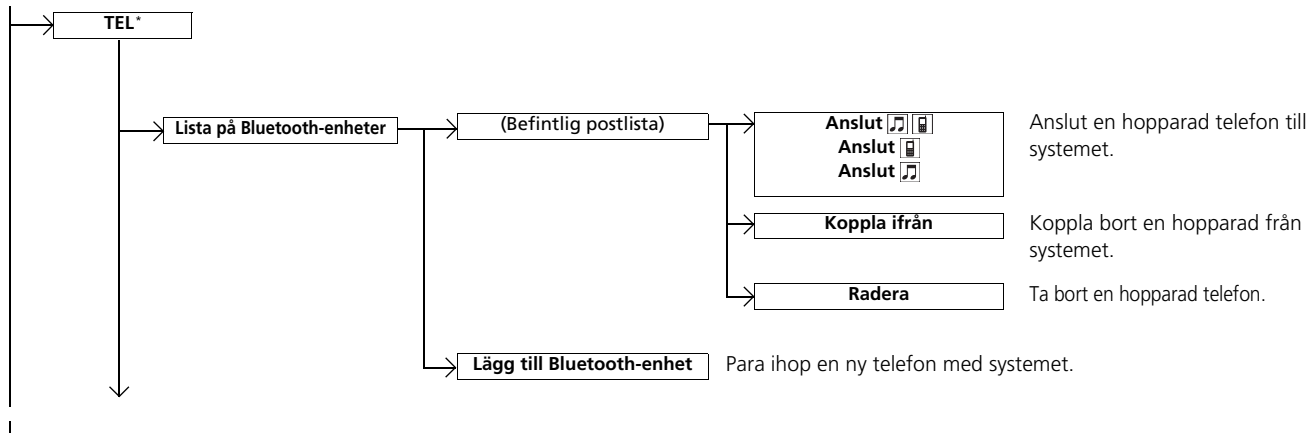 TEL*
Lista på Bluetooth-enheter
(Befintlig postlista)
Anslut
Anslut
Anslut
Anslut en hopparad telefon till
systemet.
Koppla ifrån
Koppla bort en hopparad från
systemet.
Radera
Ta bort en hopparad telefon.
Lägg till Bluetooth-enhet
Para ihop en ny telefon med systemet.